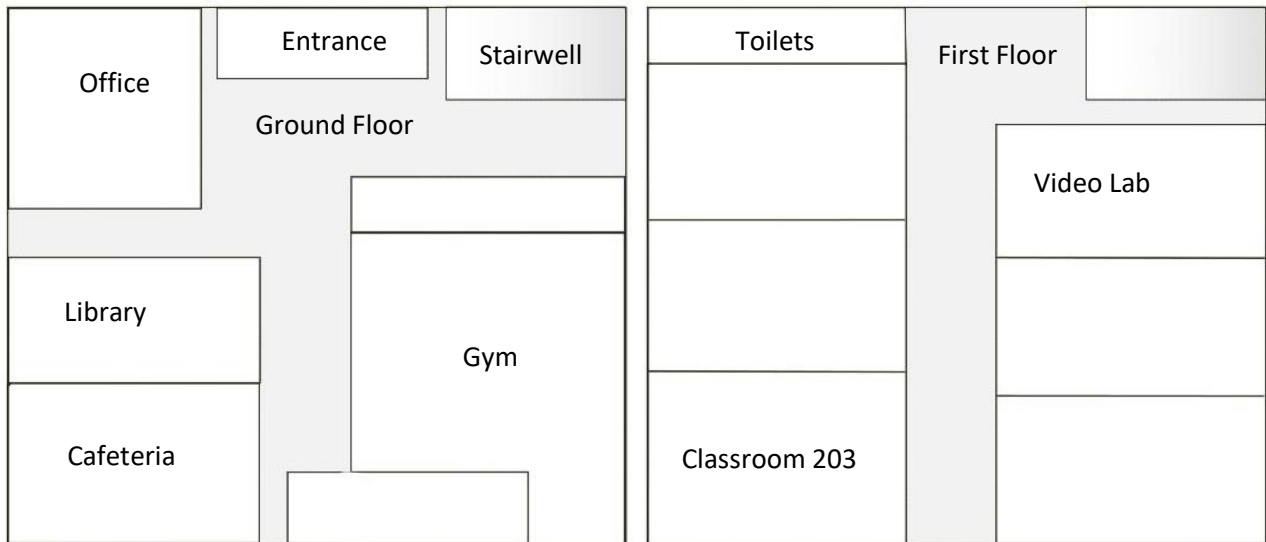 Office
Entrance
Stairwell
Ground Floor
Library
Gym
Cafeteria
Toilets
First Floor
Video Lab
Classroom 203